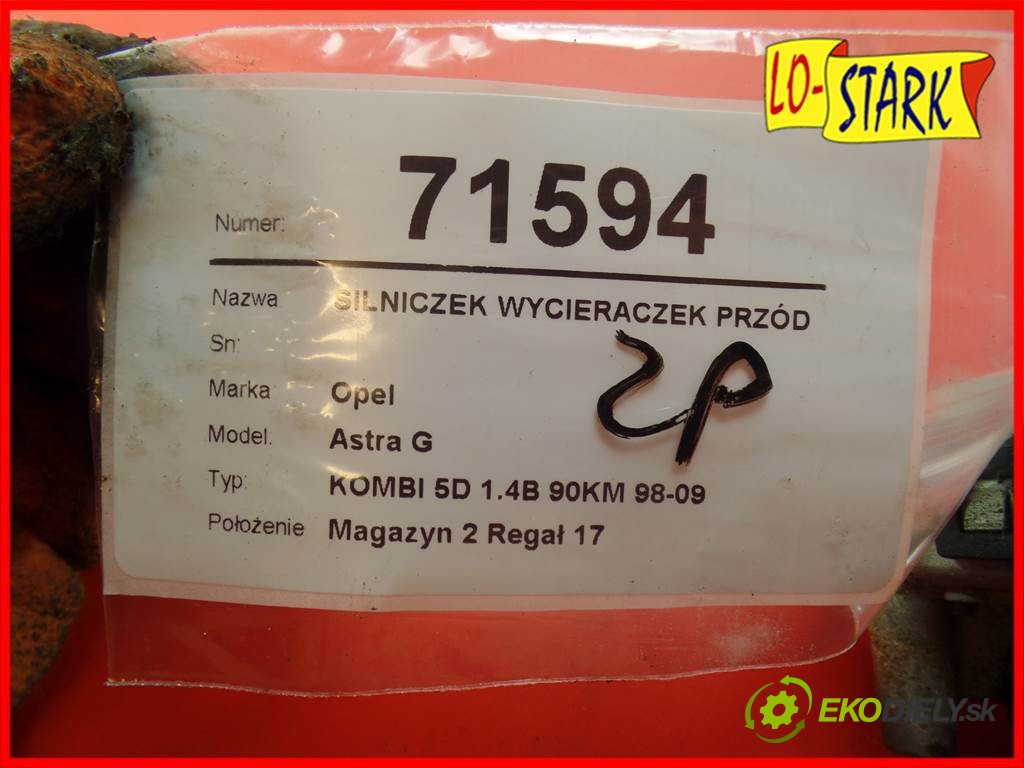 LO-STARK
Numer: 71594
Nazwa SILNICZEK WYCIERACZEK PRZÓD
Sn:
Marka Opel
Model: Astra G
Typ: KOMBI 5D 1.4B 90KM 98-09
Położenie Magazyn 2 Regał 17
EKODIELY.sk